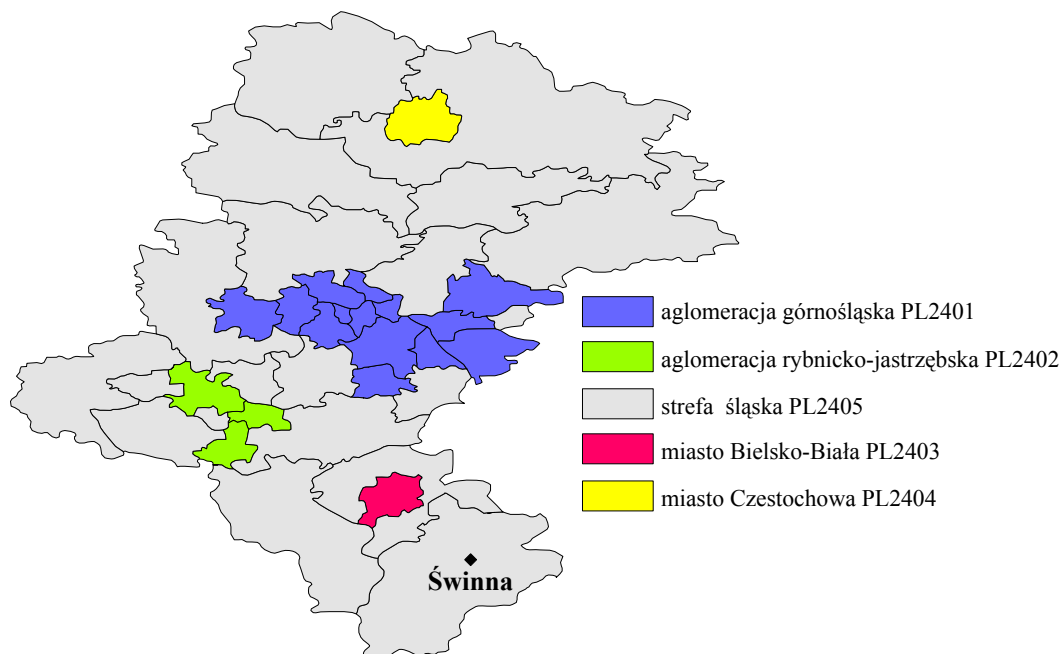 aglomeracja górnośląska PL2401
aglomeracja rybnicko-jastrzębska PL2402
strefa śląska PL2405
miasto Bielsko-Biała PL2403
miasto Czestochowa PL2404
Świnna